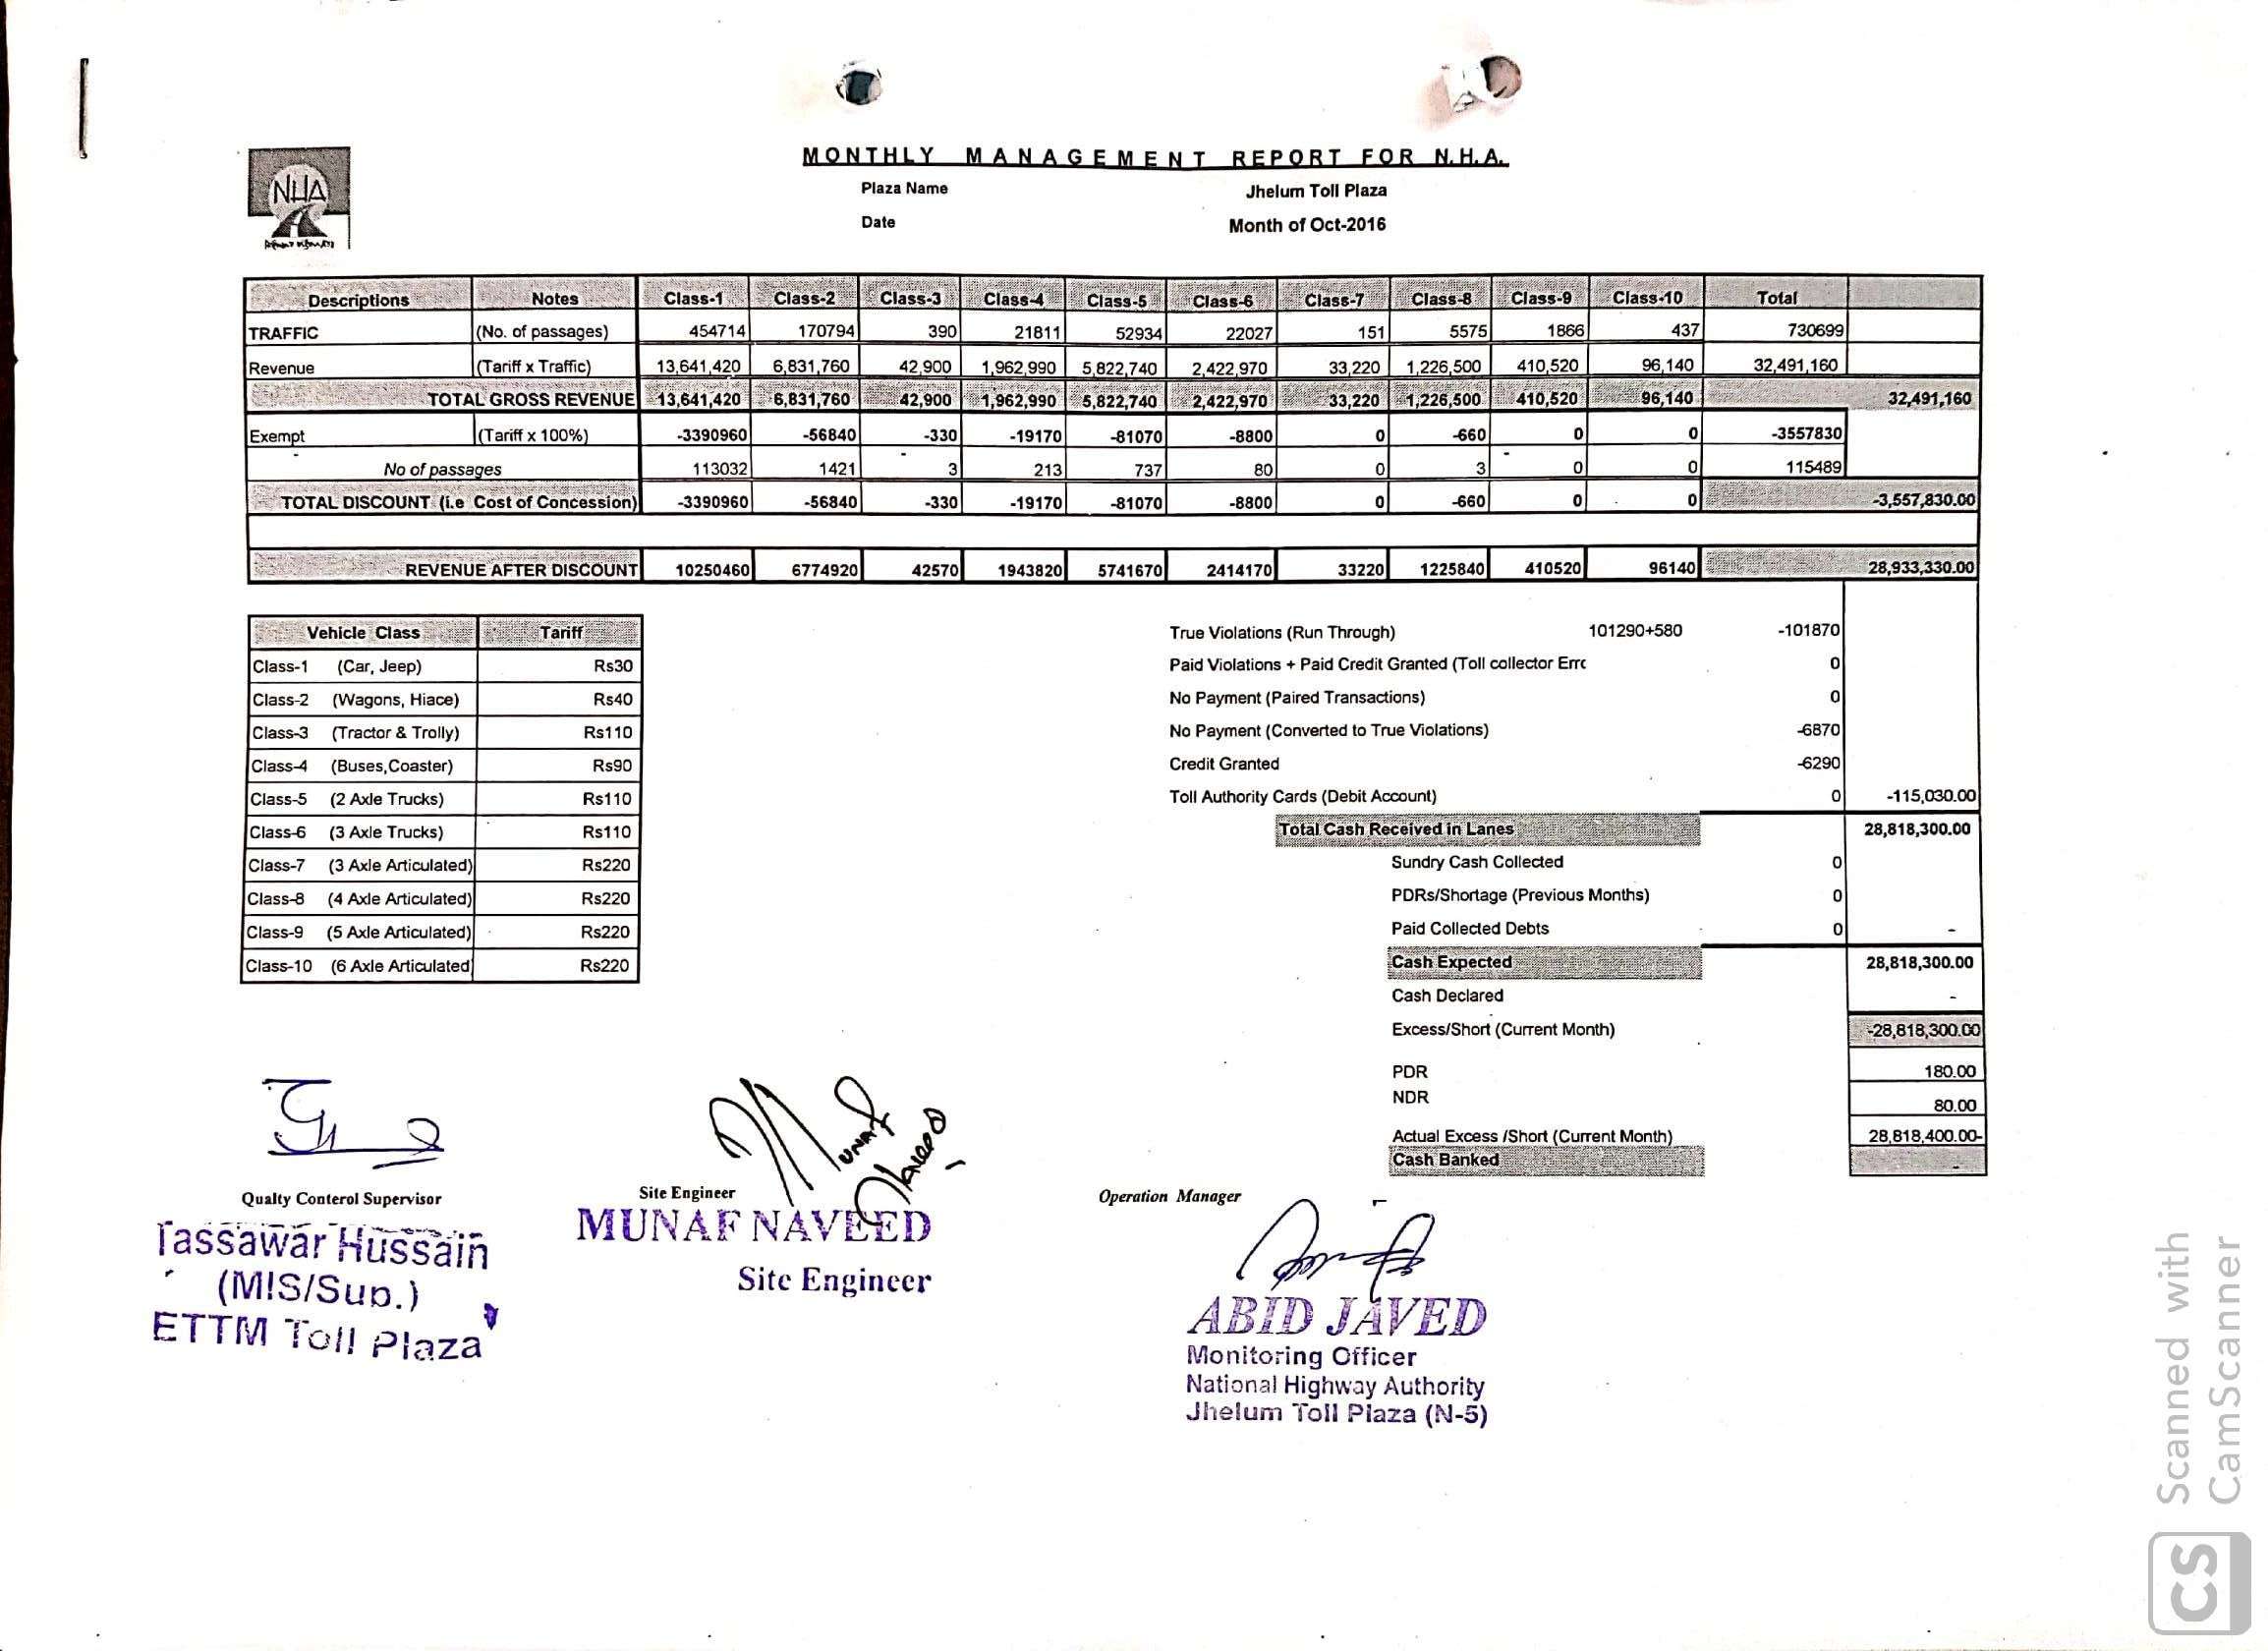 MONTHLY MANAGEMENT REPORT FOR N.H.A.
NHA
Plaza Name Jhelum Toll Plaza
Date Month of Oct-2016
Descriptions Notes Class-1 Class-2 Class-3 Class-4 Class-5 Class-6 Class-7 Class-8 Class-9 Class-10 Total
TRAFFIC (No. of passages) 454714 170794 390 21811 52934 22027 151 5575 1866 437 730699
Revenue (Tariff x Traffic) 13,641,420 6,831,760 42,900 1,962,990 5,822,740 2,422,970 33,220 1,226,500 410,520 96,140 32,491,160
TOTAL GROSS REVENUE 13,641,420 6,831,760 42,900 1,962,990 5,822,740 2,422,970 33,220 1,226,500 410,520 96,140 32,491,160
Exempt (Tariff x 100%) -3390960 -56840 -330 -19170 -81070 -8800 0 -660 0 0 -3557830
No of passages 113032 1421 3 213 737 80 0 3 0 0 115489
TOTAL DISCOUNT (i.e Cost of Concession) -3390960 -56840 -330 -19170 -81070 -8800 0 -660 0 0 -3,557,830.00
REVENUE AFTER DISCOUNT 10250460 6774920 42570 1943820 5741670 2414170 33220 1225840 410520 96140 28,933,330.00
Vehicle Class Tariff
Class-1 (Car, Jeep) Rs30
Class-2 (Wagons, Hiace) Rs40
Class-3 (Tractor & Trolly) Rs110
Class-4 (Buses,Coaster) Rs90
Class-5 (2 Axle Trucks) Rs110
Class-6 (3 Axle Trucks) Rs110
Class-7 (3 Axle Articulated) Rs220
Class-8 (4 Axle Articulated) Rs220
Class-9 (5 Axle Articulated) Rs220
Class-10 (6 Axle Articulated Rs220
True Violations (Run Through) 101290+580 -101870
Paid Violations + Paid Credit Granted (Toll collector Errc 0
No Payment (Paired Transactions) 0
No Payment (Converted to True Violations) -6870
Credit Granted -6290
Toll Authority Cards (Debit Account) 0 -115,030.00
Total Cash Received in Lanes 28,818,300.00
Sundry Cash Collected 0
PDRs/Shortage (Previous Months) 0
Paid Collected Debts 0 -
Cash Expected 28,818,300.00
Cash Declared -
Excess/Short (Current Month) -28,818,300.00
PDR 180.00
NDR 80.00
Actual Excess /Short (Current Month) 28,818,400.00-
Cash Banked -
Qualty Conterol Supervisor
Tassawar Hussain
(MIS/Sup.)
ETTM Toll Plaza
Munaf
Naveed
Site Engineer
MUNAF NAVEED
Site Engineer
Operation Manager
ABID JAVED
Monitoring Officer
National Highway Authority
Jhelum Toll Plaza (N-5)
Scanned with
CamScanner
CS